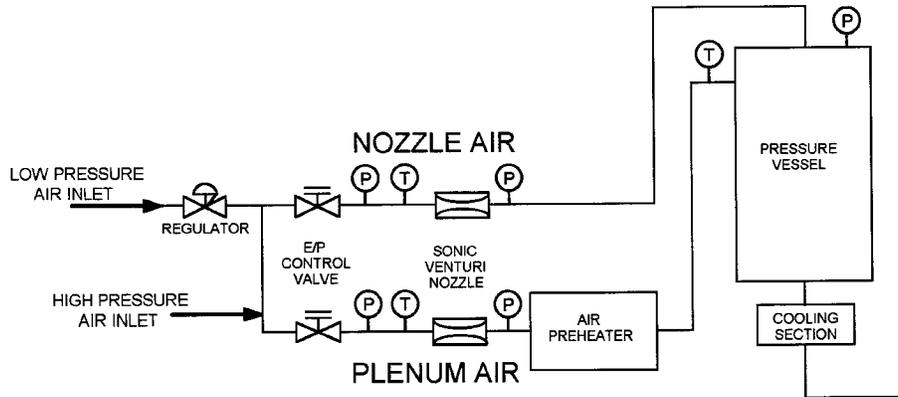 P
T
NOZZLE AIR
PRESSURE
VESSEL
LOW PRESSURE
AIR INLET
P
T
P
REGULATOR
E/P
CONTROL
VALVE
SONIC
VENTURI
NOZZLE
HIGH PRESSURE
AIR INLET
P
T
P
AIR
PREHEATER
COOLING
SECTION
PLENUM AIR